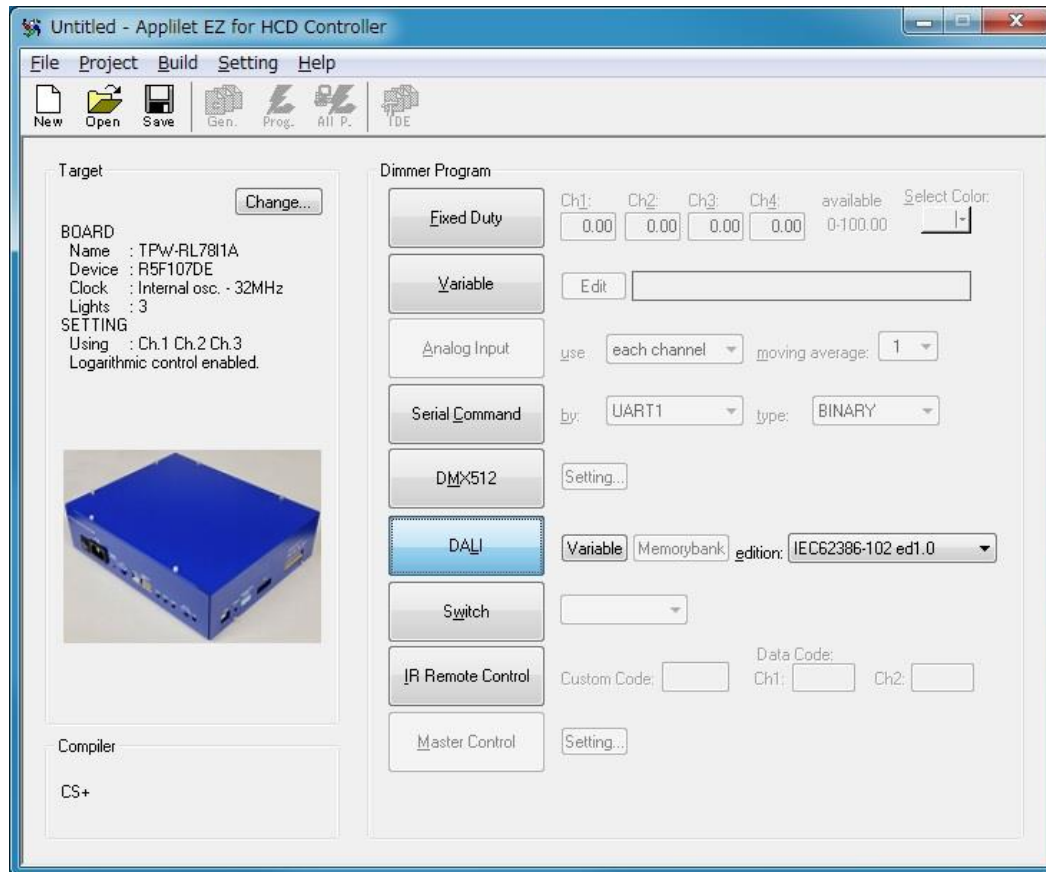 Untitled - Applilet EZ for HCD Controller
File Project Build Setting Help
New Open Save Gen. Prog. All P. IDE
Target
Change...
BOARD
Name : TPW-RL78I1A
Device : R5F107DE
Clock : Internal osc. - 32MHz
Lights : 3
SETTING
Using : Ch.1 Ch.2 Ch.3
Logarithmic control enabled.
Compiler
CS+
Dimmer Program
Fixed Duty
Ch1: Ch2: Ch3: Ch4: available Select Color:
0.00 0.00 0.00 0.00 0-100.00
Variable Edit
Analog Input use each channel moving average: 1
Serial Command by: UART1 type: BINARY
DMX512 Setting...
DALI Variable Memorybank edition: IEC62386-102 ed1.0
Switch
Data Code:
IR Remote Control Custom Code: Ch1: Ch2:
Master Control Setting...